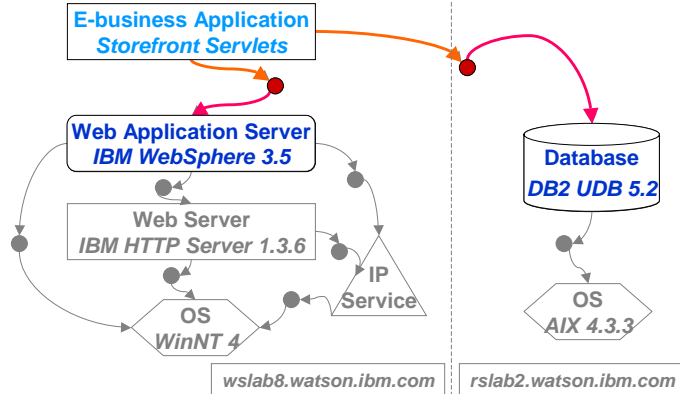 E-business Application
Storefront Servlets
Web Application Server
IBM WebSphere 3.5
Database
DB2 UDB 5.2
Web Server
IBM HTTP Server 1.3.6
IP
Service
OS
WinNT 4
OS
AIX 4.3.3
wslab8.watson.ibm.com
rslab2.watson.ibm.com